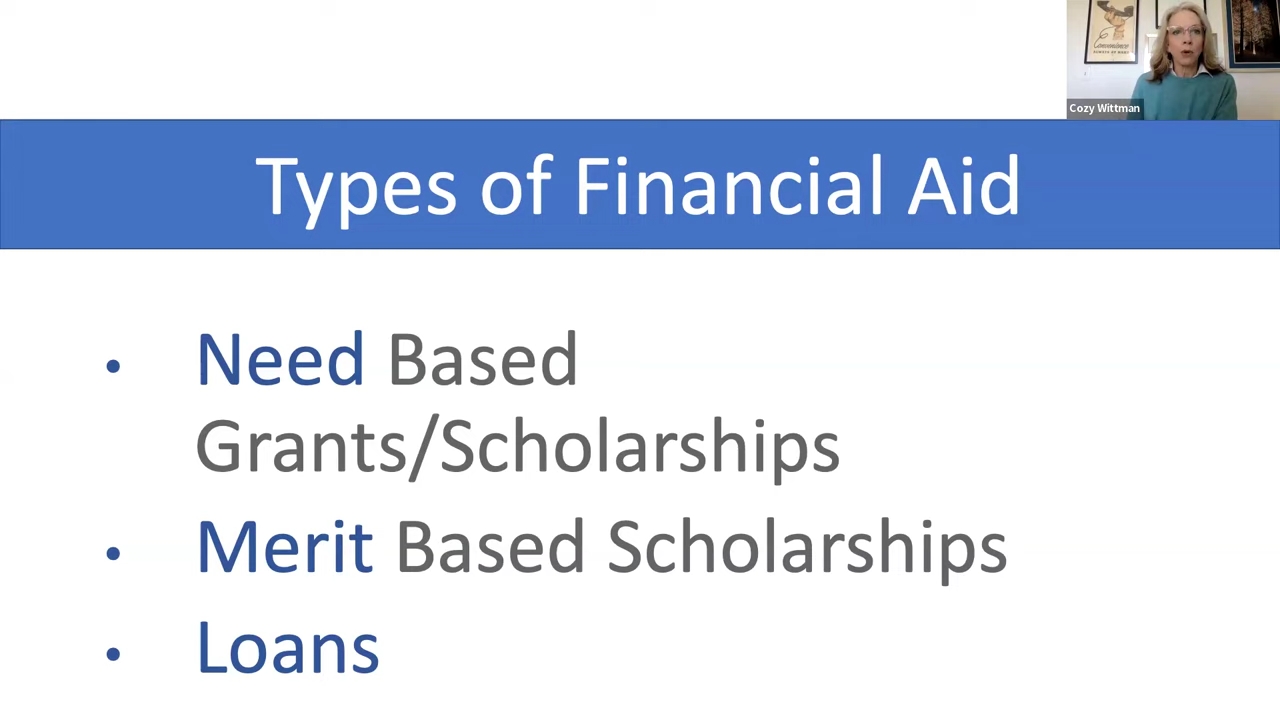 Cozy Wittman
Types of Financial Aid
• Need Based
Grants/Scholarships
• Merit Based Scholarships
• Loans